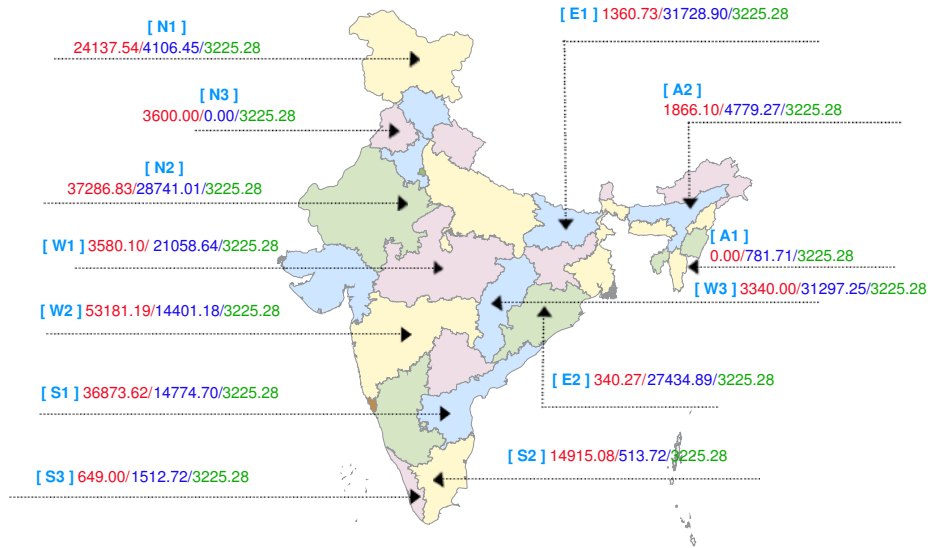 [ N1 ]
24137.54/4106.45/3225.28
[ E1 ] 1360.73/31728.90/3225.28
[ N3 ]
3600.00/0.00/3225.28
[ A2 ]
1866.10/4779.27/3225.28
[ N2 ]
37286.83/28741.01/3225.28
[ W1 ] 3580.10/ 21058.64/3225.28
[ A1 ]
0.00/781.71/3225.28
[ W3 ] 3340.00/31297.25/3225.28
[ W2 ] 53181.19/14401.18/3225.28
[ E2 ] 340.27/27434.89/3225.28
[ S1 ] 36873.62/14774.70/3225.28
[ S2 ] 14915.08/513.72/3225.28
[ S3 ] 649.00/1512.72/3225.28